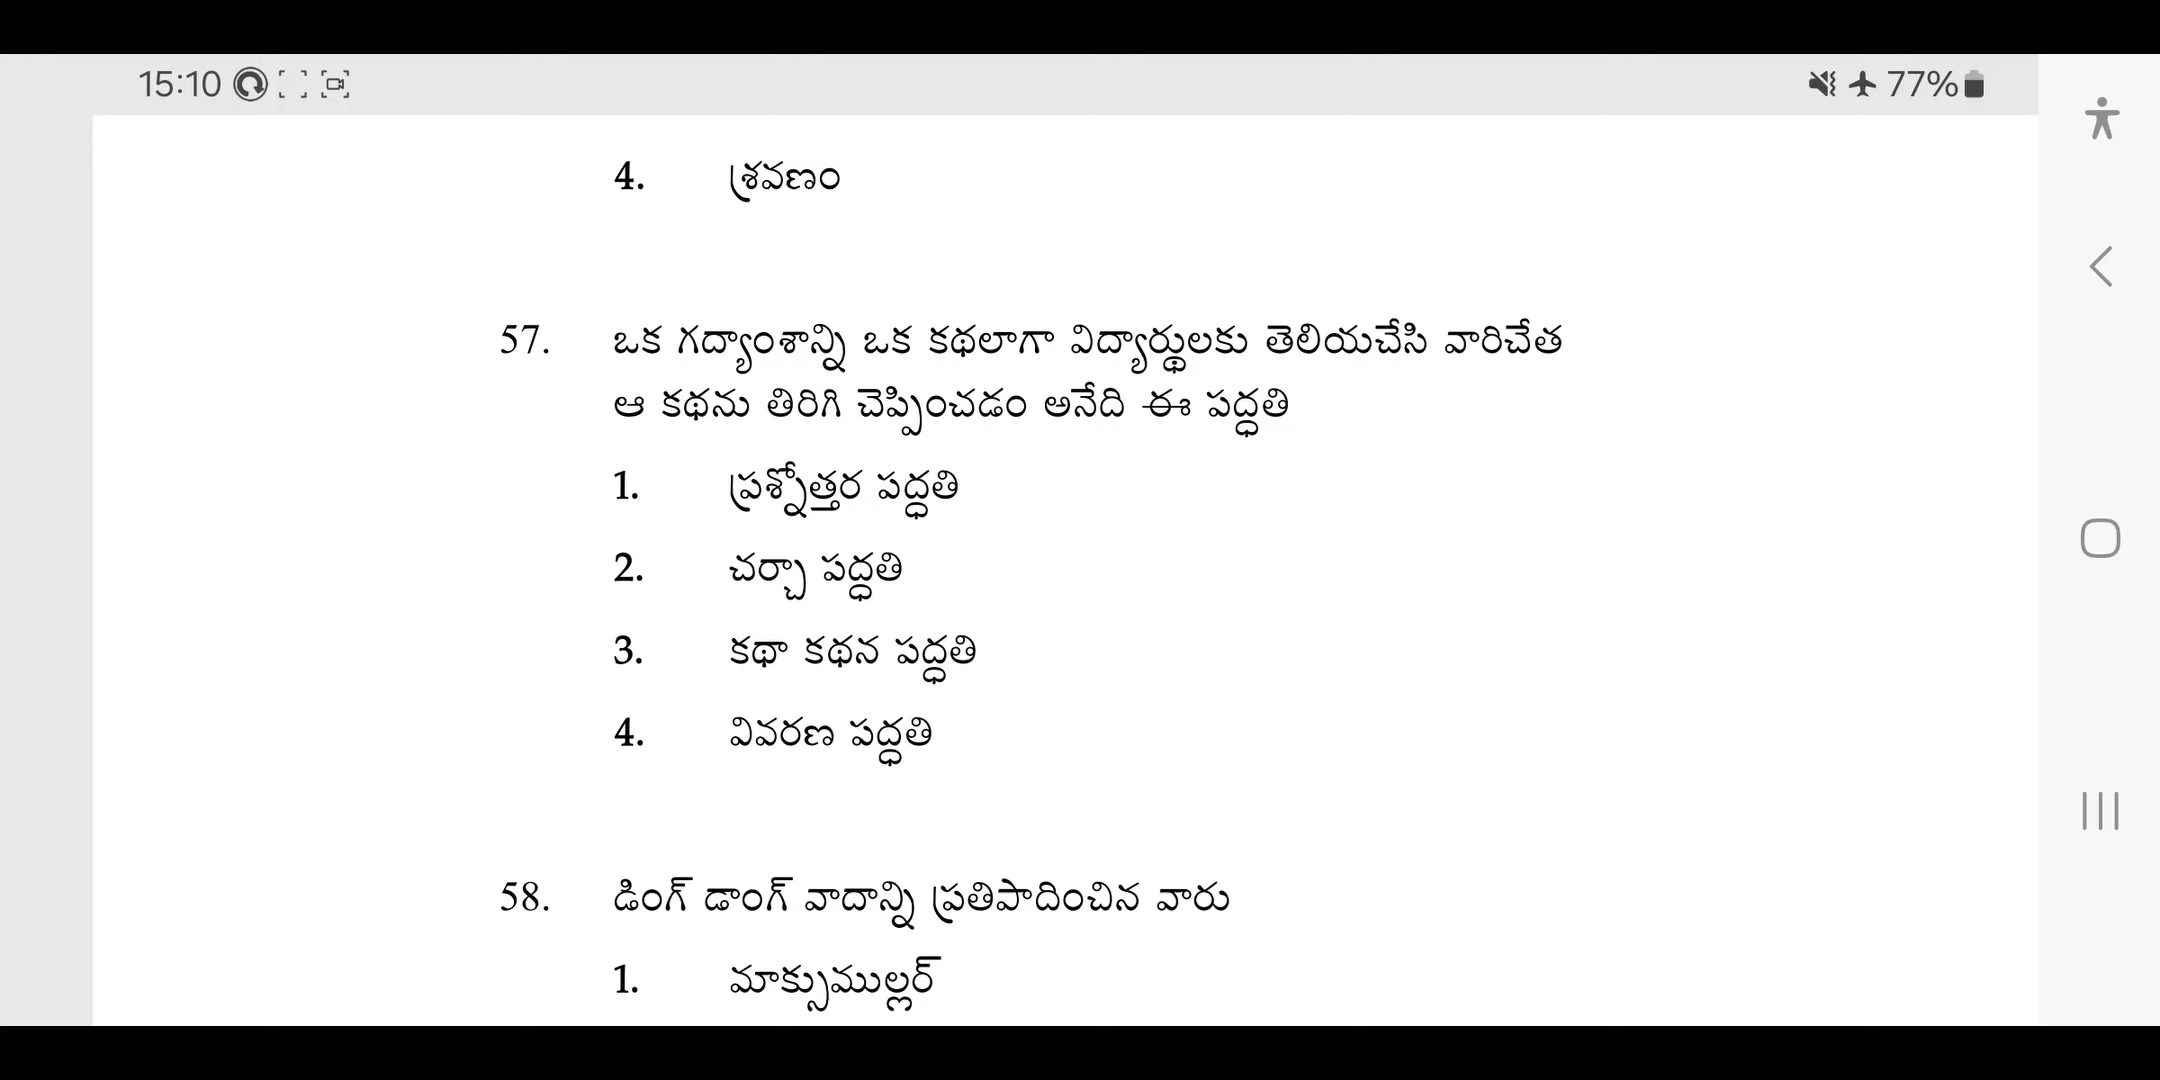 15:10 77%
4. శ్రవణం
57. ఒక గద్యాంశాన్ని ఒక కథలాగా విద్యార్థులకు తెలియచేసి వారిచేత
ఆ కథను తిరిగి చెప్పించడం అనేది ఈ పద్ధతి
1. ప్రశ్నోత్తర పద్ధతి
2. చర్చా పద్ధతి
3. కథా కథన పద్ధతి
4. వివరణ పద్ధతి
58. డింగ్ డాంగ్ వాదాన్ని ప్రతిపాదించిన వారు
1. మాక్సుముల్లర్